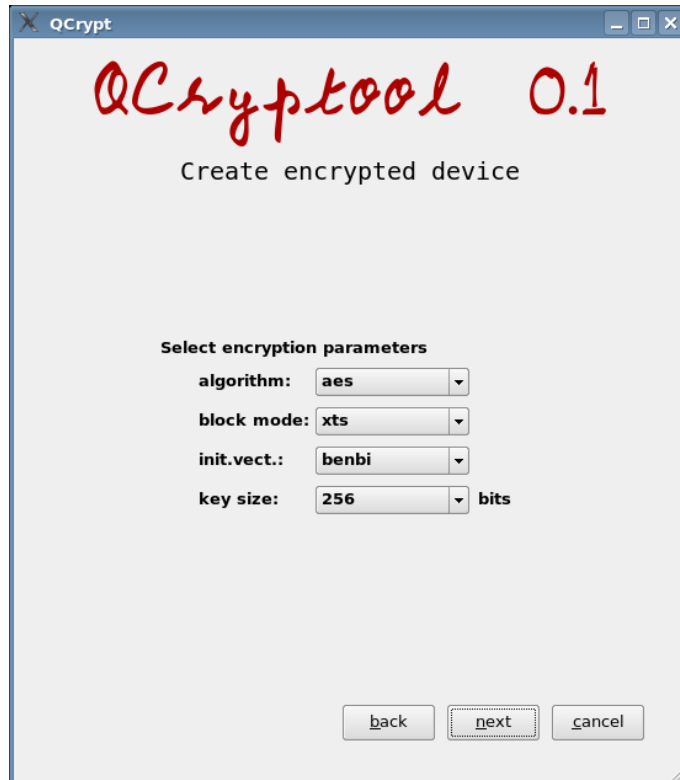 QCrypt
QCryptool 0.1
Create encrypted device
Select encryption parameters
algorithm: aes
block mode: xts
init.vect.: benbi
key size: 256 bits
back next cancel